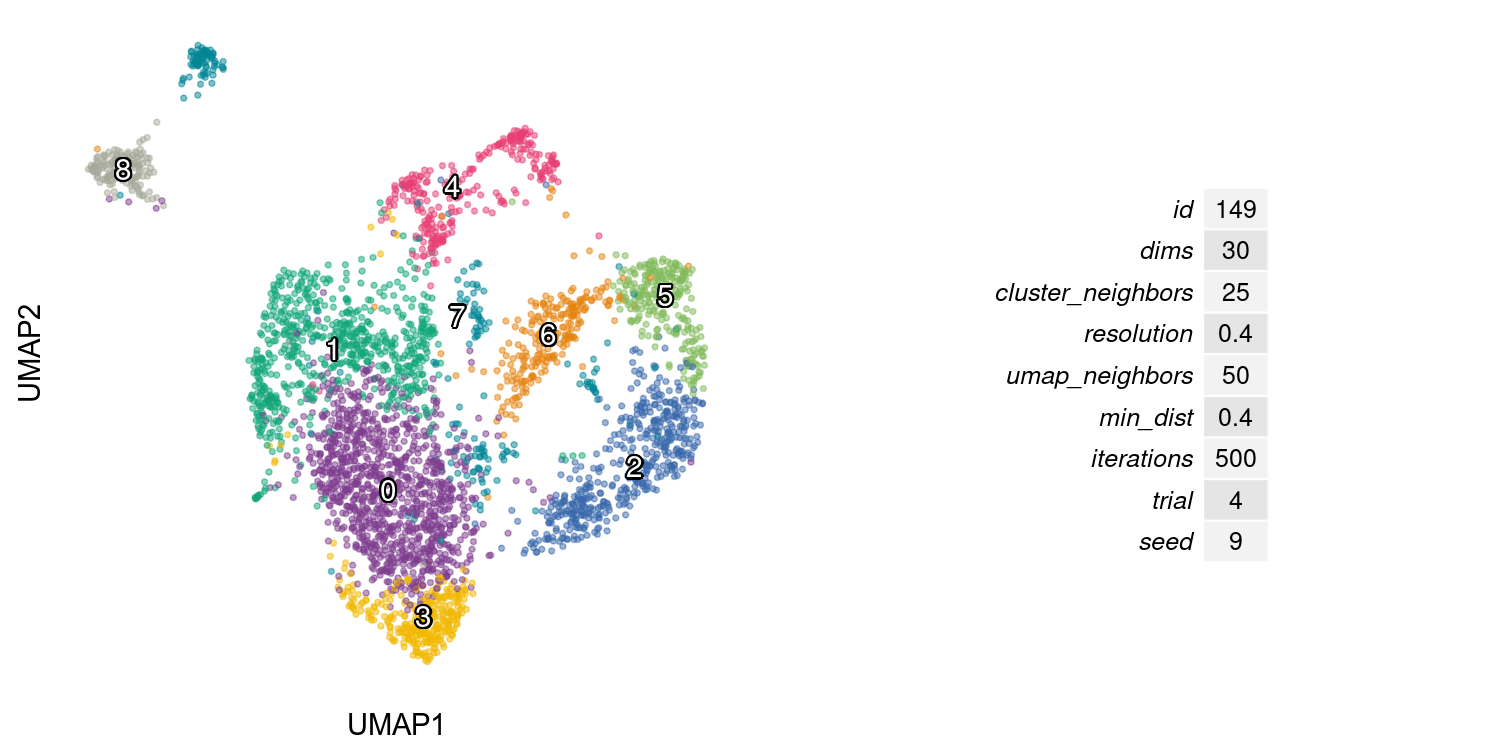 8
4
5
7
6
1
2
0
3
UMAP1
UMAP2
id 149
dims 30
cluster_neighbors 25
resolution 0.4
umap_neighbors 50
min_dist 0.4
iterations 500
trial 4
seed 9